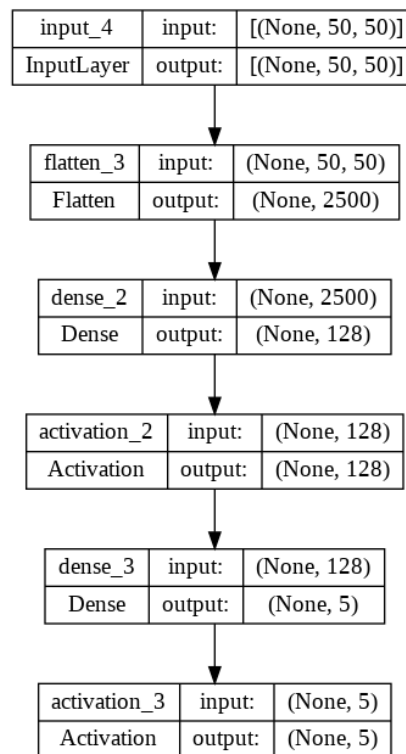 input_4 input: [(None, 50, 50)]
InputLayer output: [(None, 50, 50)]
flatten_3 input: (None, 50, 50)
Flatten output: (None, 2500)
dense_2 input: (None, 2500)
Dense output: (None, 128)
activation_2 input: (None, 128)
Activation output: (None, 128)
dense_3 input: (None, 128)
Dense output: (None, 5)
activation_3 input: (None, 5)
Activation output: (None, 5)